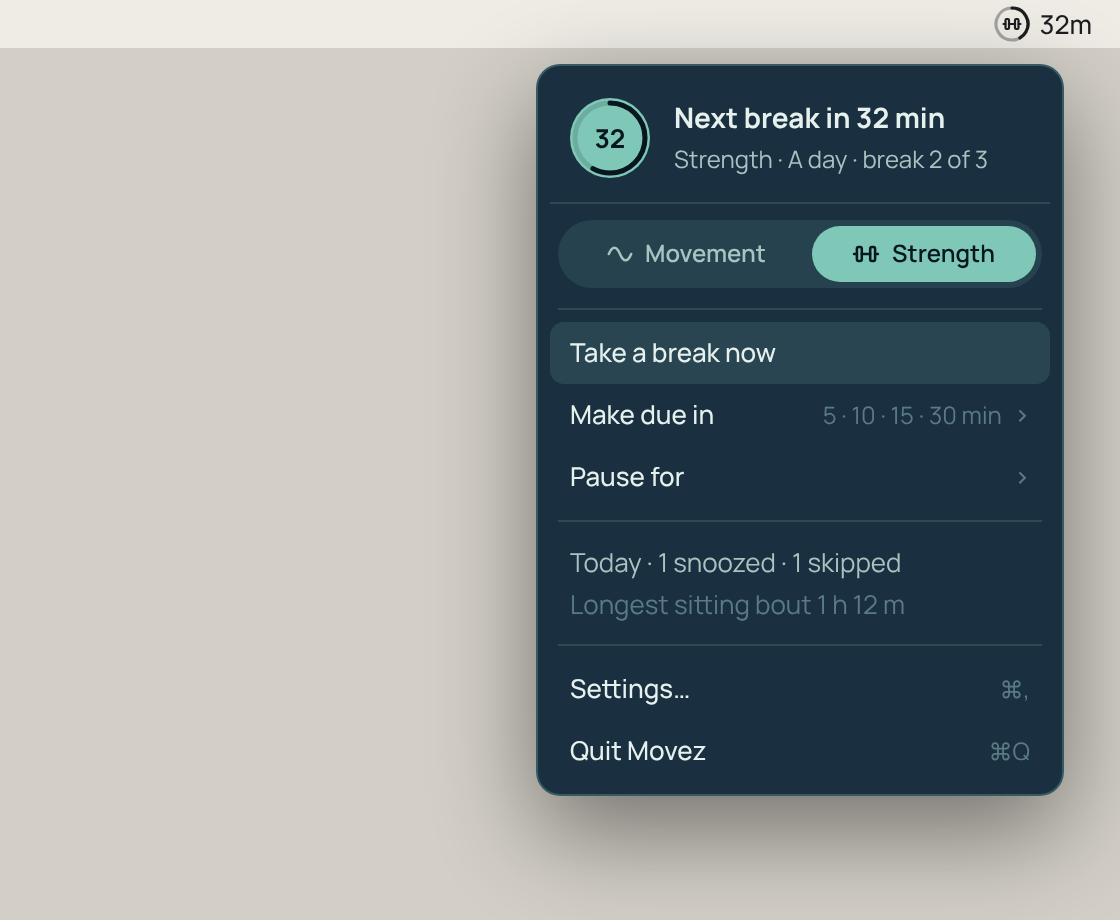 32m
32
Next break in 32 min
Strength · A day · break 2 of 3
Movement
Strength
Take a break now
Make due in 5 · 10 · 15 · 30 min
Pause for
Today · 1 snoozed · 1 skipped
Longest sitting bout 1 h 12 m
Settings… ⌘,
Quit Movez ⌘Q